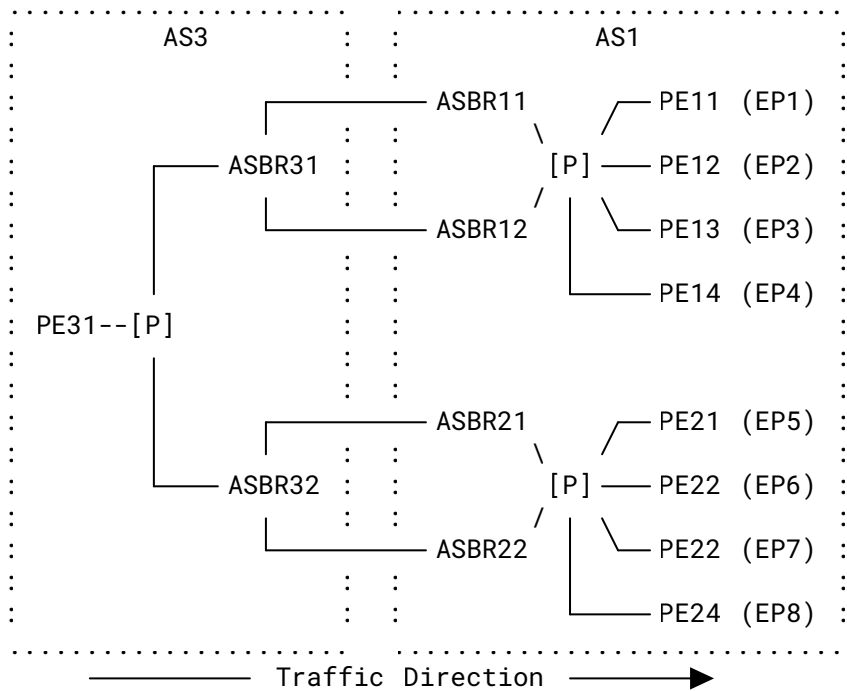 AS3 AS1
ASBR11 PE11 (EP1)
ASBR31 [P] PE12 (EP2)
ASBR12 PE13 (EP3)
PE14 (EP4)
PE31--[P]
ASBR21 PE21 (EP5)
ASBR32 [P] PE22 (EP6)
ASBR22 PE22 (EP7)
PE24 (EP8)
Traffic Direction